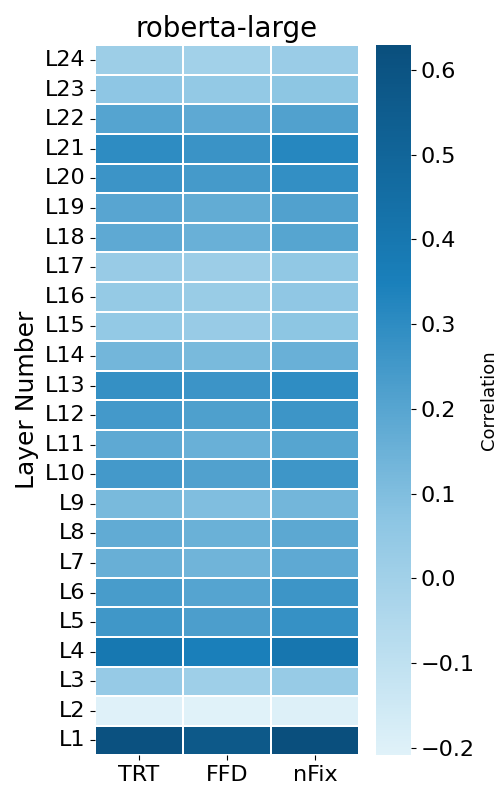 roberta-large
L24
L23
L22
L21
L20
L19
L18
L17
L16
L15
L14
L13
L12
L11
L10
L9
L8
L7
L6
L5
L4
L3
L2
L1
Layer Number
TRT FFD nFix
0.6
0.5
0.4
0.3
0.2
0.1
0.0
−0.1
−0.2
Correlation